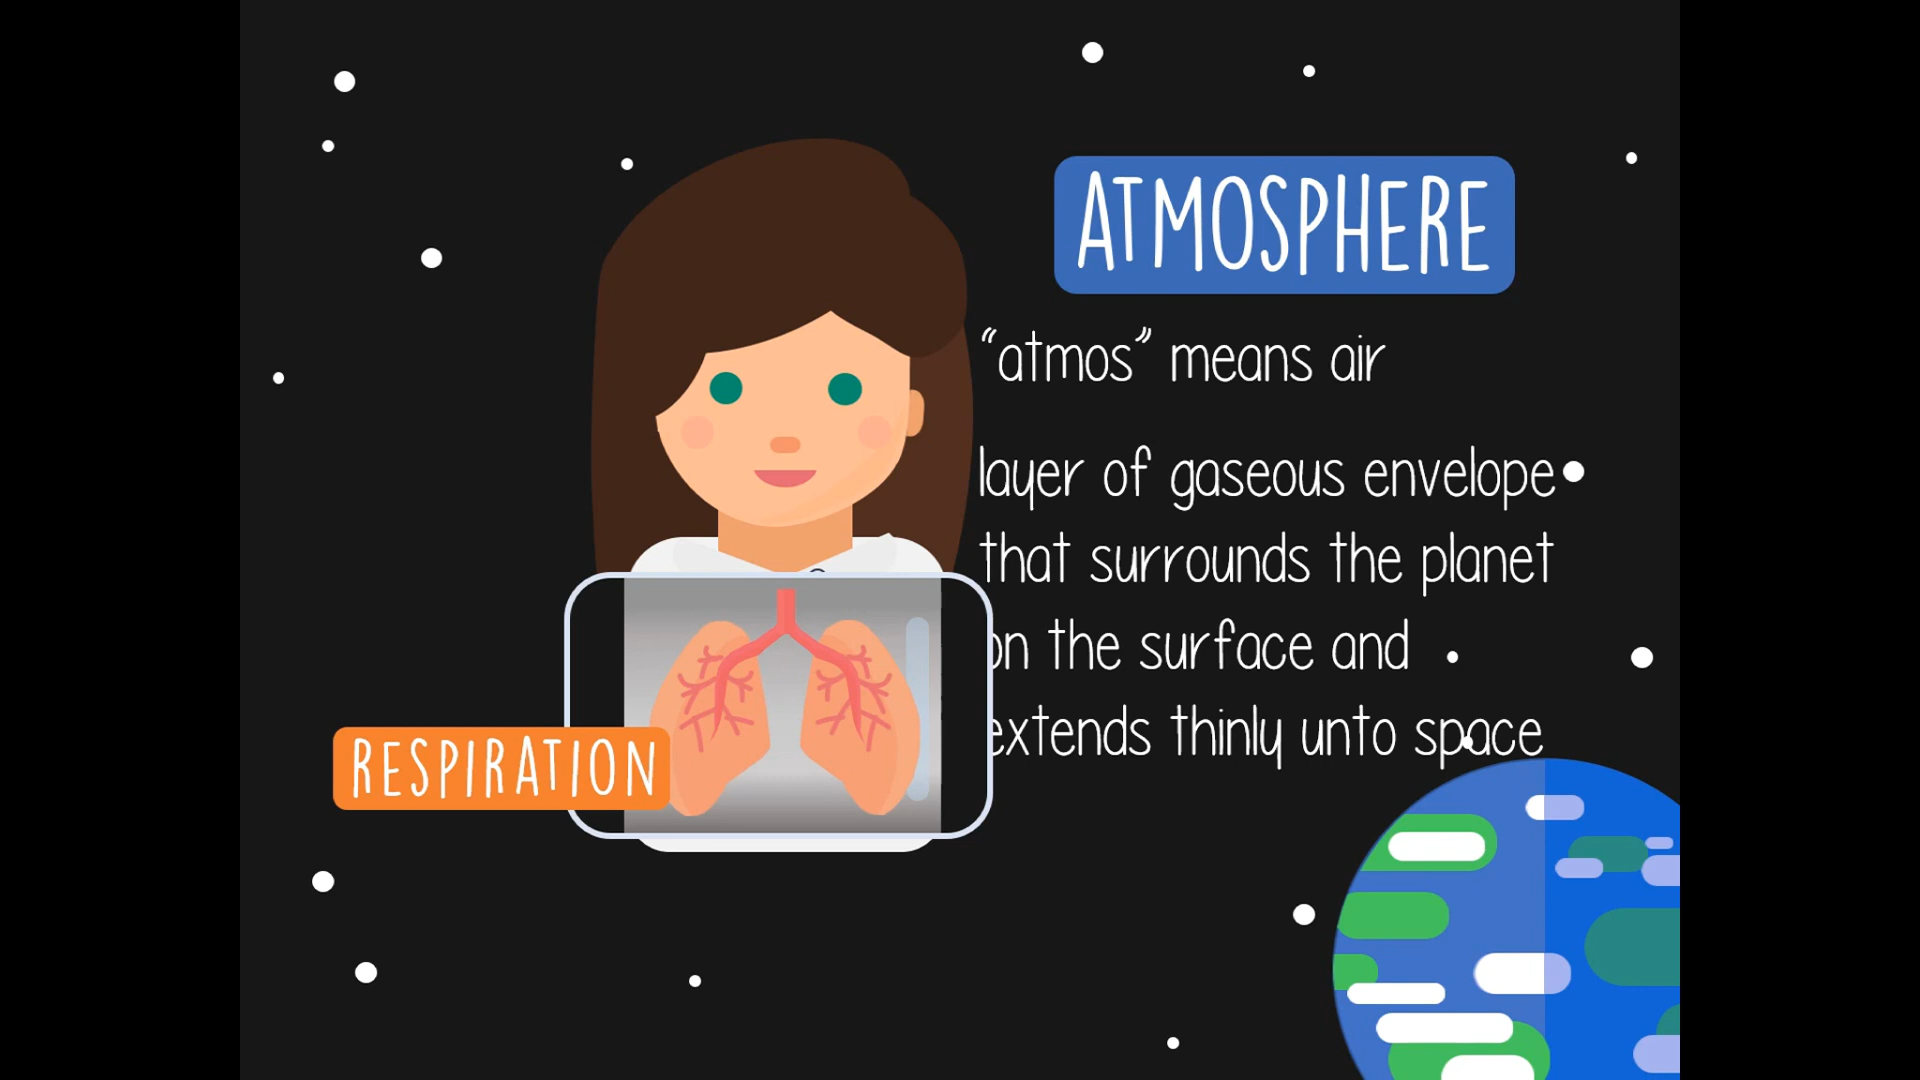 ATMOSPHERE
“atmos” means air
layer of gaseous envelope
that surrounds the planet
on the surface and
extends thinly unto space
RESPIRATION